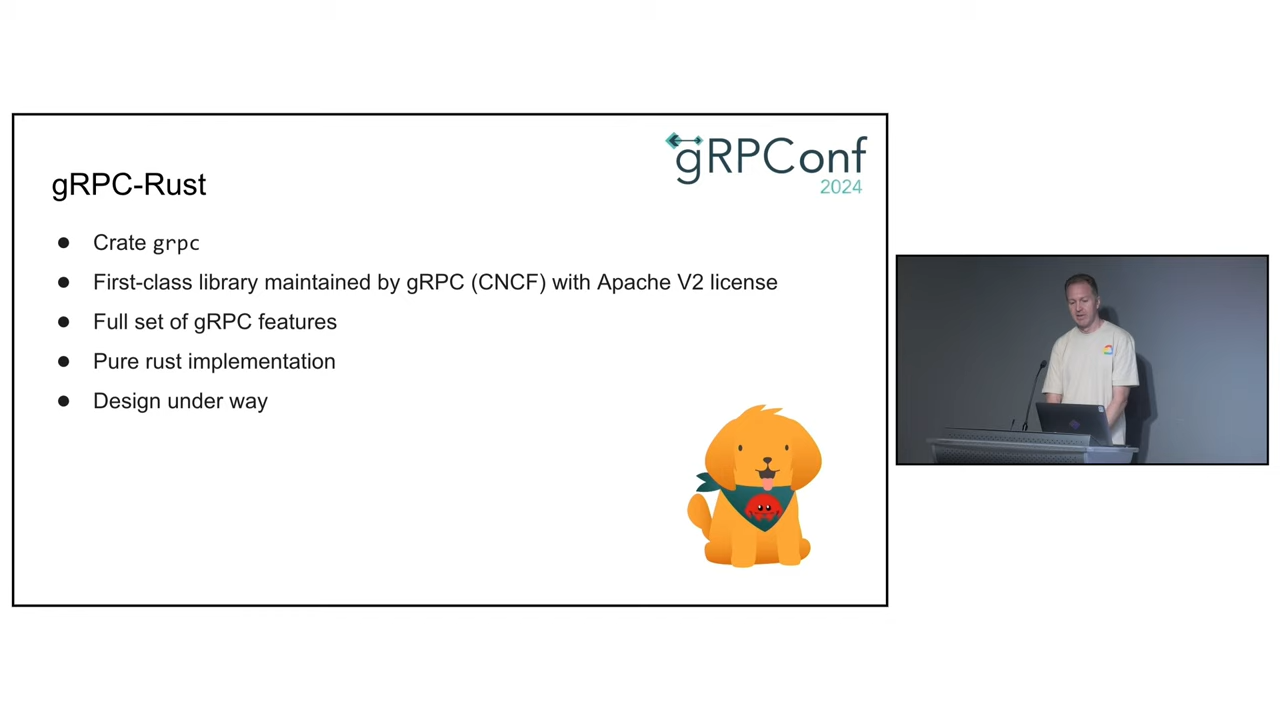 gRPConf
2024
gRPC-Rust
● Crate grpc
● First-class library maintained by gRPC (CNCF) with Apache V2 license
● Full set of gRPC features
● Pure rust implementation
● Design under way